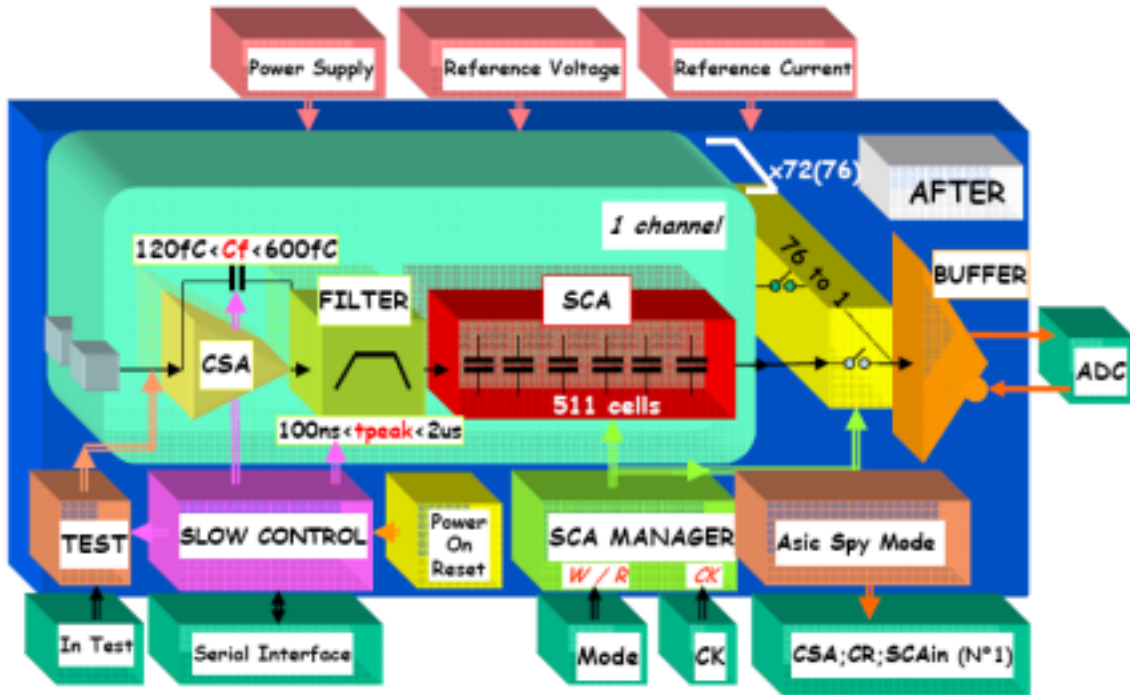 Power Supply
Reference Voltage
Reference Current
x72(76)
AFTER
1 channel
120fC<Cf<600fC
76 to 1
BUFFER
FILTER
SCA
CSA
ADC
511 cells
100ns<tpeak<2us
TEST
SLOW CONTROL
Power
On
Reset
SCA MANAGER
W / R
CK
Asic Spy Mode
In Test
Serial Interface
Mode
CK
CSA;CR;SCAin (N°1)